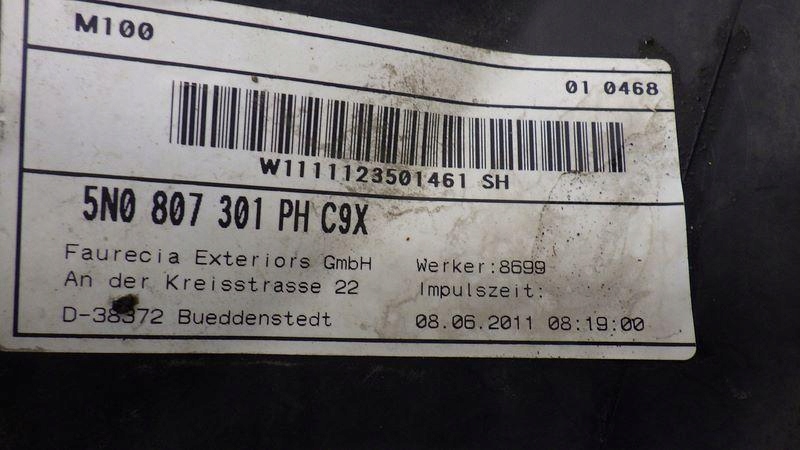 M100
01 0468
W1111123501461 SH
5N0 807 301 PH C9X
Faurecia Exteriors GmbH
An der Kreisstrasse 22
D-38372 Bueddenstedt
Werker:8699
Impulszeit:
08.06.2011 08:19:00